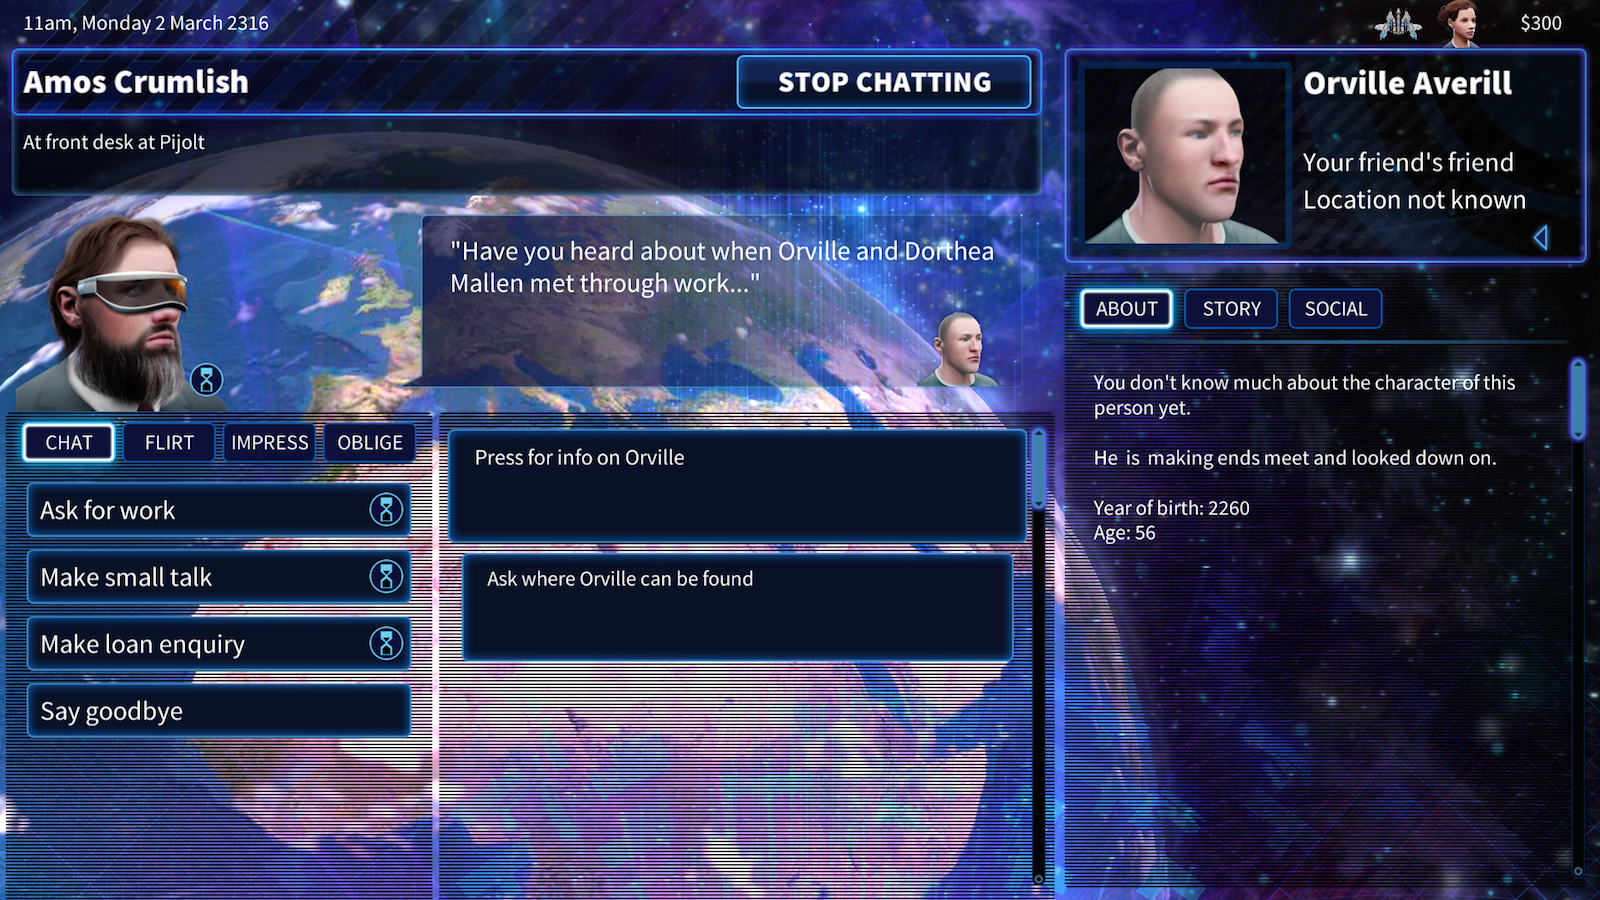 11am, Monday 2 March 2316
$300
Amos Crumlish
STOP CHATTING
At front desk at Pijolt
"Have you heard about when Orville and Dorthea
Mallen met through work..."
CHAT
FLIRT
IMPRESS
OBLIGE
Ask for work
Make small talk
Make loan enquiry
Say goodbye
Press for info on Orville
Ask where Orville can be found
Orville Averill
Your friend's friend
Location not known
ABOUT
STORY
SOCIAL
You don't know much about the character of this
person yet.
He is making ends meet and looked down on.
Year of birth: 2260
Age: 56